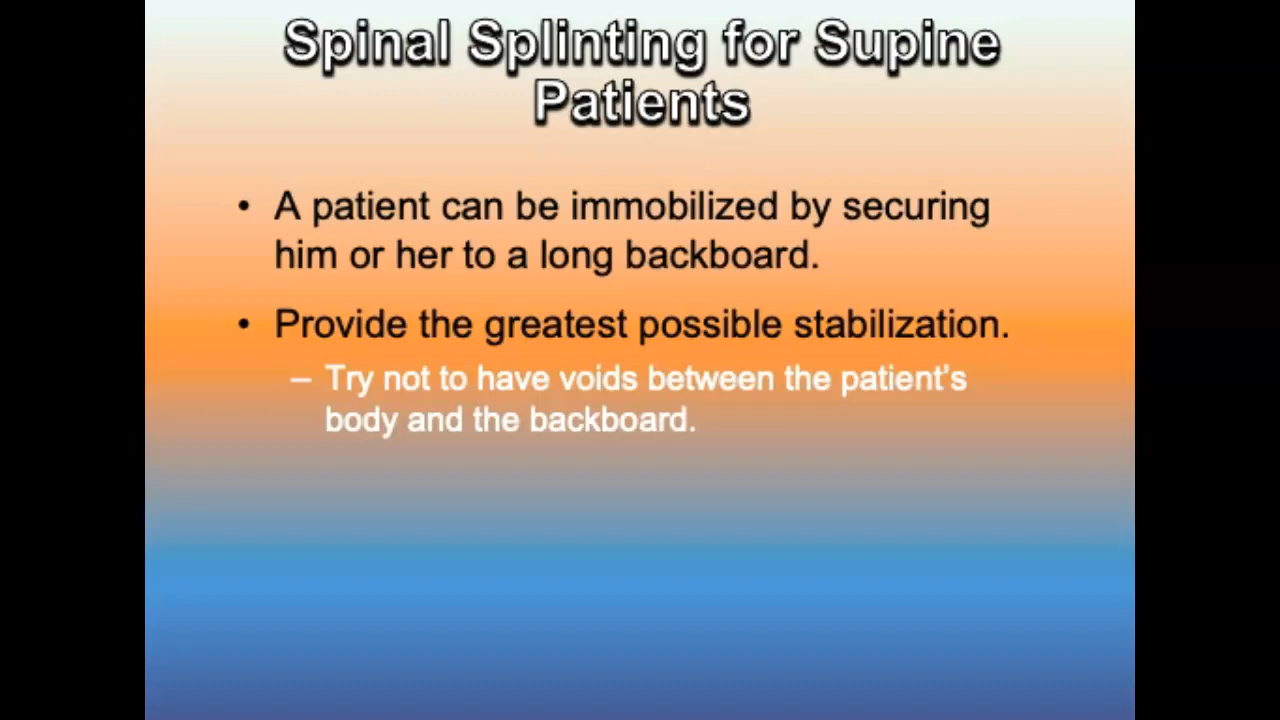 Spinal Splinting for Supine
Patients
• A patient can be immobilized by securing
him or her to a long backboard.
• Provide the greatest possible stabilization.
– Try not to have voids between the patient's
body and the backboard.